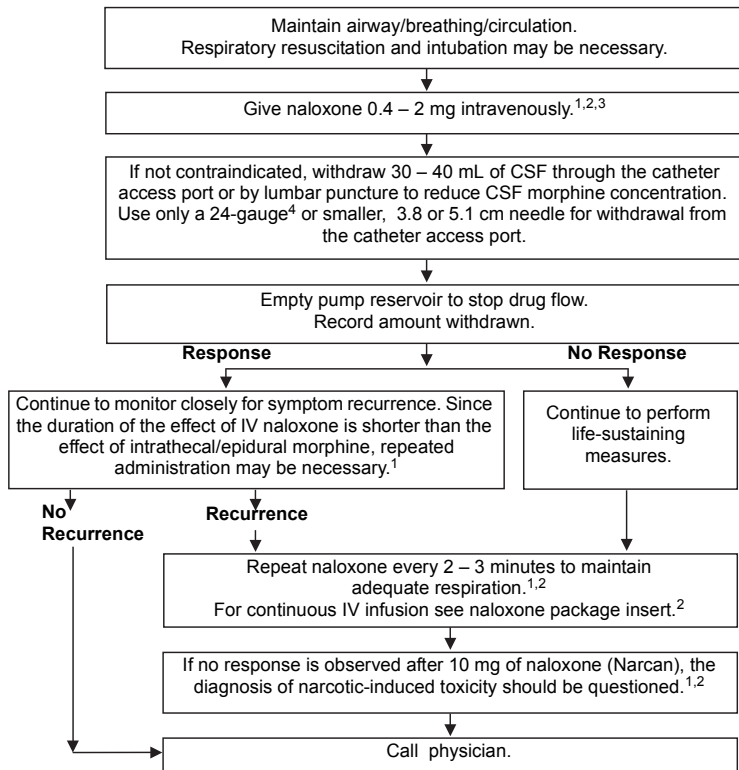 Maintain airway/breathing/circulation.
Respiratory resuscitation and intubation may be necessary.
Give naloxone 0.4 – 2 mg intravenously.1,2,3
If not contraindicated, withdraw 30 – 40 mL of CSF through the catheter
access port or by lumbar puncture to reduce CSF morphine concentration.
Use only a 24-gauge4 or smaller, 3.8 or 5.1 cm needle for withdrawal from
the catheter access port.
Empty pump reservoir to stop drug flow.
Record amount withdrawn.
Response
No Response
Continue to monitor closely for symptom recurrence. Since
the duration of the effect of IV naloxone is shorter than the
effect of intrathecal/epidural morphine, repeated
administration may be necessary.1
Continue to perform
life-sustaining
measures.
No
Recurrence
Recurrence
Repeat naloxone every 2 – 3 minutes to maintain
adequate respiration.1,2
For continuous IV infusion see naloxone package insert.2
If no response is observed after 10 mg of naloxone (Narcan), the
diagnosis of narcotic-induced toxicity should be questioned.1,2
Call physician.